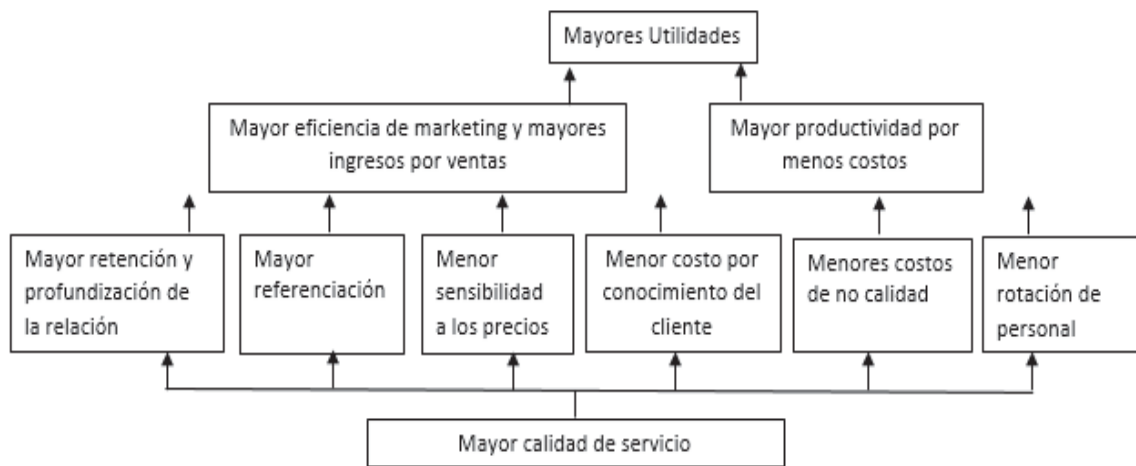 Mayores Utilidades
Mayor eficiencia de marketing y mayores
ingresos por ventas
Mayor productividad por
menos costos
Mayor retención y
profundización de
la relación
Mayor
referenciación
Menor
sensibilidad
a los precios
Menor costo por
conocimiento del
cliente
Menores costos
de no calidad
Menor
rotación de
personal
Mayor calidad de servicio